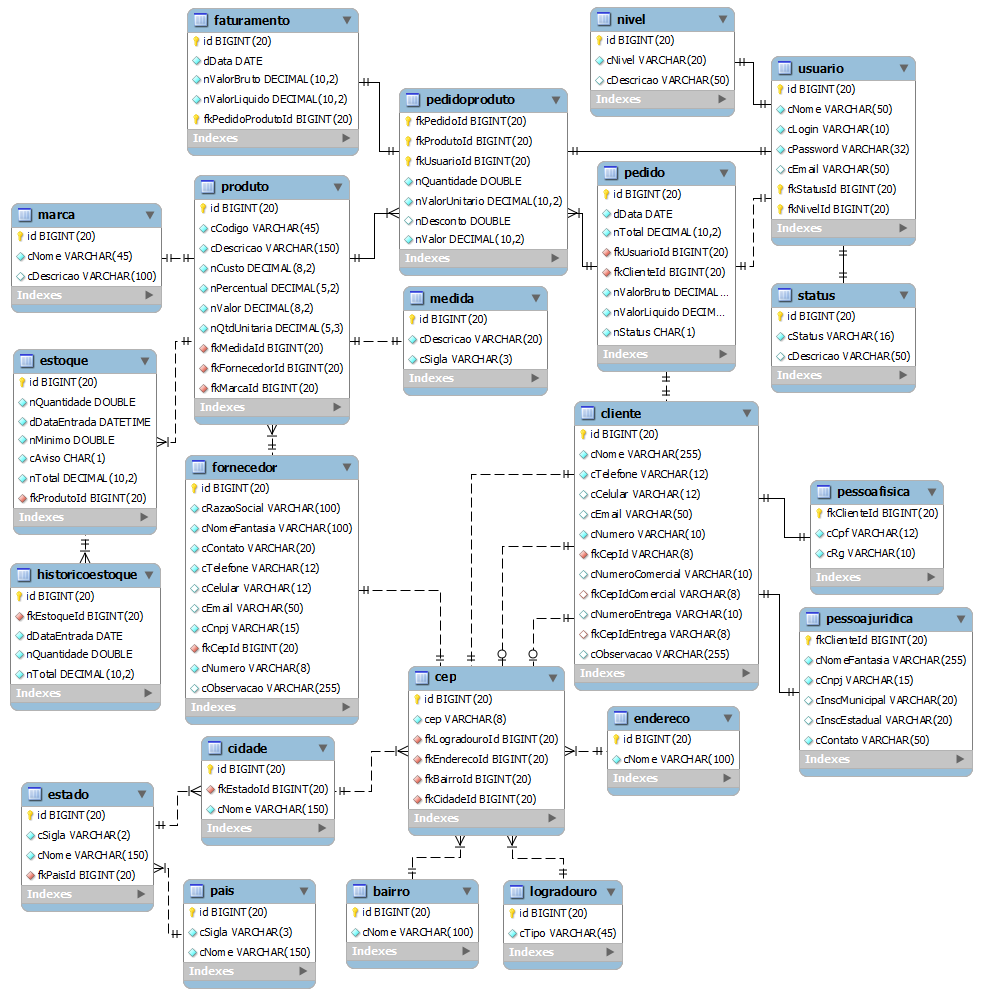 faturamento
id BIGINT(20)
dData DATE
nValorBruto DECIMAL(10,2)
nValorLiquido DECIMAL(10,2)
fkPedidoProdutoId BIGINT(20)
Indexes
nivel
id BIGINT(20)
cNivel VARCHAR(20)
cDescricao VARCHAR(50)
Indexes
usuario
id BIGINT(20)
cNome VARCHAR(50)
cLogin VARCHAR(10)
cPassword VARCHAR(32)
cEmail VARCHAR(50)
fkStatusId BIGINT(20)
fkNivelId BIGINT(20)
Indexes
pedidoproduto
fkPedidoId BIGINT(20)
fkProdutoId BIGINT(20)
fkUsuarioId BIGINT(20)
nQuantidade DOUBLE
nValorUnitario DECIMAL(10,2)
nDesconto DOUBLE
nValor DECIMAL(10,2)
Indexes
pedido
id BIGINT(20)
dData DATE
nTotal DECIMAL(10,2)
fkUsuarioId BIGINT(20)
fkClienteId BIGINT(20)
nValorBruto DECIMAL...
nValorLiquido DECIM...
nStatus CHAR(1)
Indexes
produto
id BIGINT(20)
cCodigo VARCHAR(45)
cDescricao VARCHAR(150)
nCusto DECIMAL(8,2)
nPercentual DECIMAL(5,2)
nValor DECIMAL(8,2)
nQtdUnitaria DECIMAL(5,3)
fkMedidaId BIGINT(20)
fkFornecedorId BIGINT(20)
fkMarcaId BIGINT(20)
Indexes
marca
id BIGINT(20)
cNome VARCHAR(45)
cDescricao VARCHAR(100)
Indexes
medida
id BIGINT(20)
cDescricao VARCHAR(20)
cSigla VARCHAR(3)
Indexes
status
id BIGINT(20)
cStatus VARCHAR(16)
cDescricao VARCHAR(50)
Indexes
estoque
id BIGINT(20)
nQuantidade DOUBLE
dDataEntrada DATETIME
nMinimo DOUBLE
cAviso CHAR(1)
nTotal DECIMAL(10,2)
fkProdutoId BIGINT(20)
Indexes
fornecedor
id BIGINT(20)
cRazaoSocial VARCHAR(100)
cNomeFantasia VARCHAR(100)
cContato VARCHAR(20)
cTelefone VARCHAR(12)
cCelular VARCHAR(12)
cEmail VARCHAR(50)
cCnpj VARCHAR(15)
fkCepId BIGINT(20)
cNumero VARCHAR(8)
cObservacao VARCHAR(255)
Indexes
cliente
id BIGINT(20)
cNome VARCHAR(255)
cTelefone VARCHAR(12)
cCelular VARCHAR(12)
cEmail VARCHAR(50)
cNumero VARCHAR(10)
fkCepId VARCHAR(8)
cNumeroComercial VARCHAR(10)
fkCepIdComercial VARCHAR(8)
cNumeroEntrega VARCHAR(10)
fkCepIdEntrega VARCHAR(8)
cObservacao VARCHAR(255)
Indexes
pessoafisica
fkClienteId BIGINT(20)
cCpf VARCHAR(12)
cRg VARCHAR(10)
Indexes
historicoestoque
id BIGINT(20)
fkEstoqueId BIGINT(20)
dDataEntrada DATE
nQuantidade DOUBLE
nTotal DECIMAL(10,2)
Indexes
pessoajuridica
fkClienteId BIGINT(20)
cNomeFantasia VARCHAR(255)
cCnpj VARCHAR(15)
cInscMunicipal VARCHAR(20)
cInscEstadual VARCHAR(20)
cContato VARCHAR(50)
Indexes
cep
id BIGINT(20)
cep VARCHAR(8)
fkLogradouroId BIGINT(20)
fkEnderecoId BIGINT(20)
fkBairroId BIGINT(20)
fkCidadeId BIGINT(20)
Indexes
endereco
id BIGINT(20)
cNome VARCHAR(100)
Indexes
cidade
id BIGINT(20)
fkEstadoId BIGINT(20)
cNome VARCHAR(150)
Indexes
estado
id BIGINT(20)
cSigla VARCHAR(2)
cNome VARCHAR(150)
fkPaisId BIGINT(20)
Indexes
pais
id BIGINT(20)
cSigla VARCHAR(3)
cNome VARCHAR(150)
Indexes
bairro
id BIGINT(20)
cNome VARCHAR(100)
Indexes
logradouro
id BIGINT(20)
cTipo VARCHAR(45)
Indexes